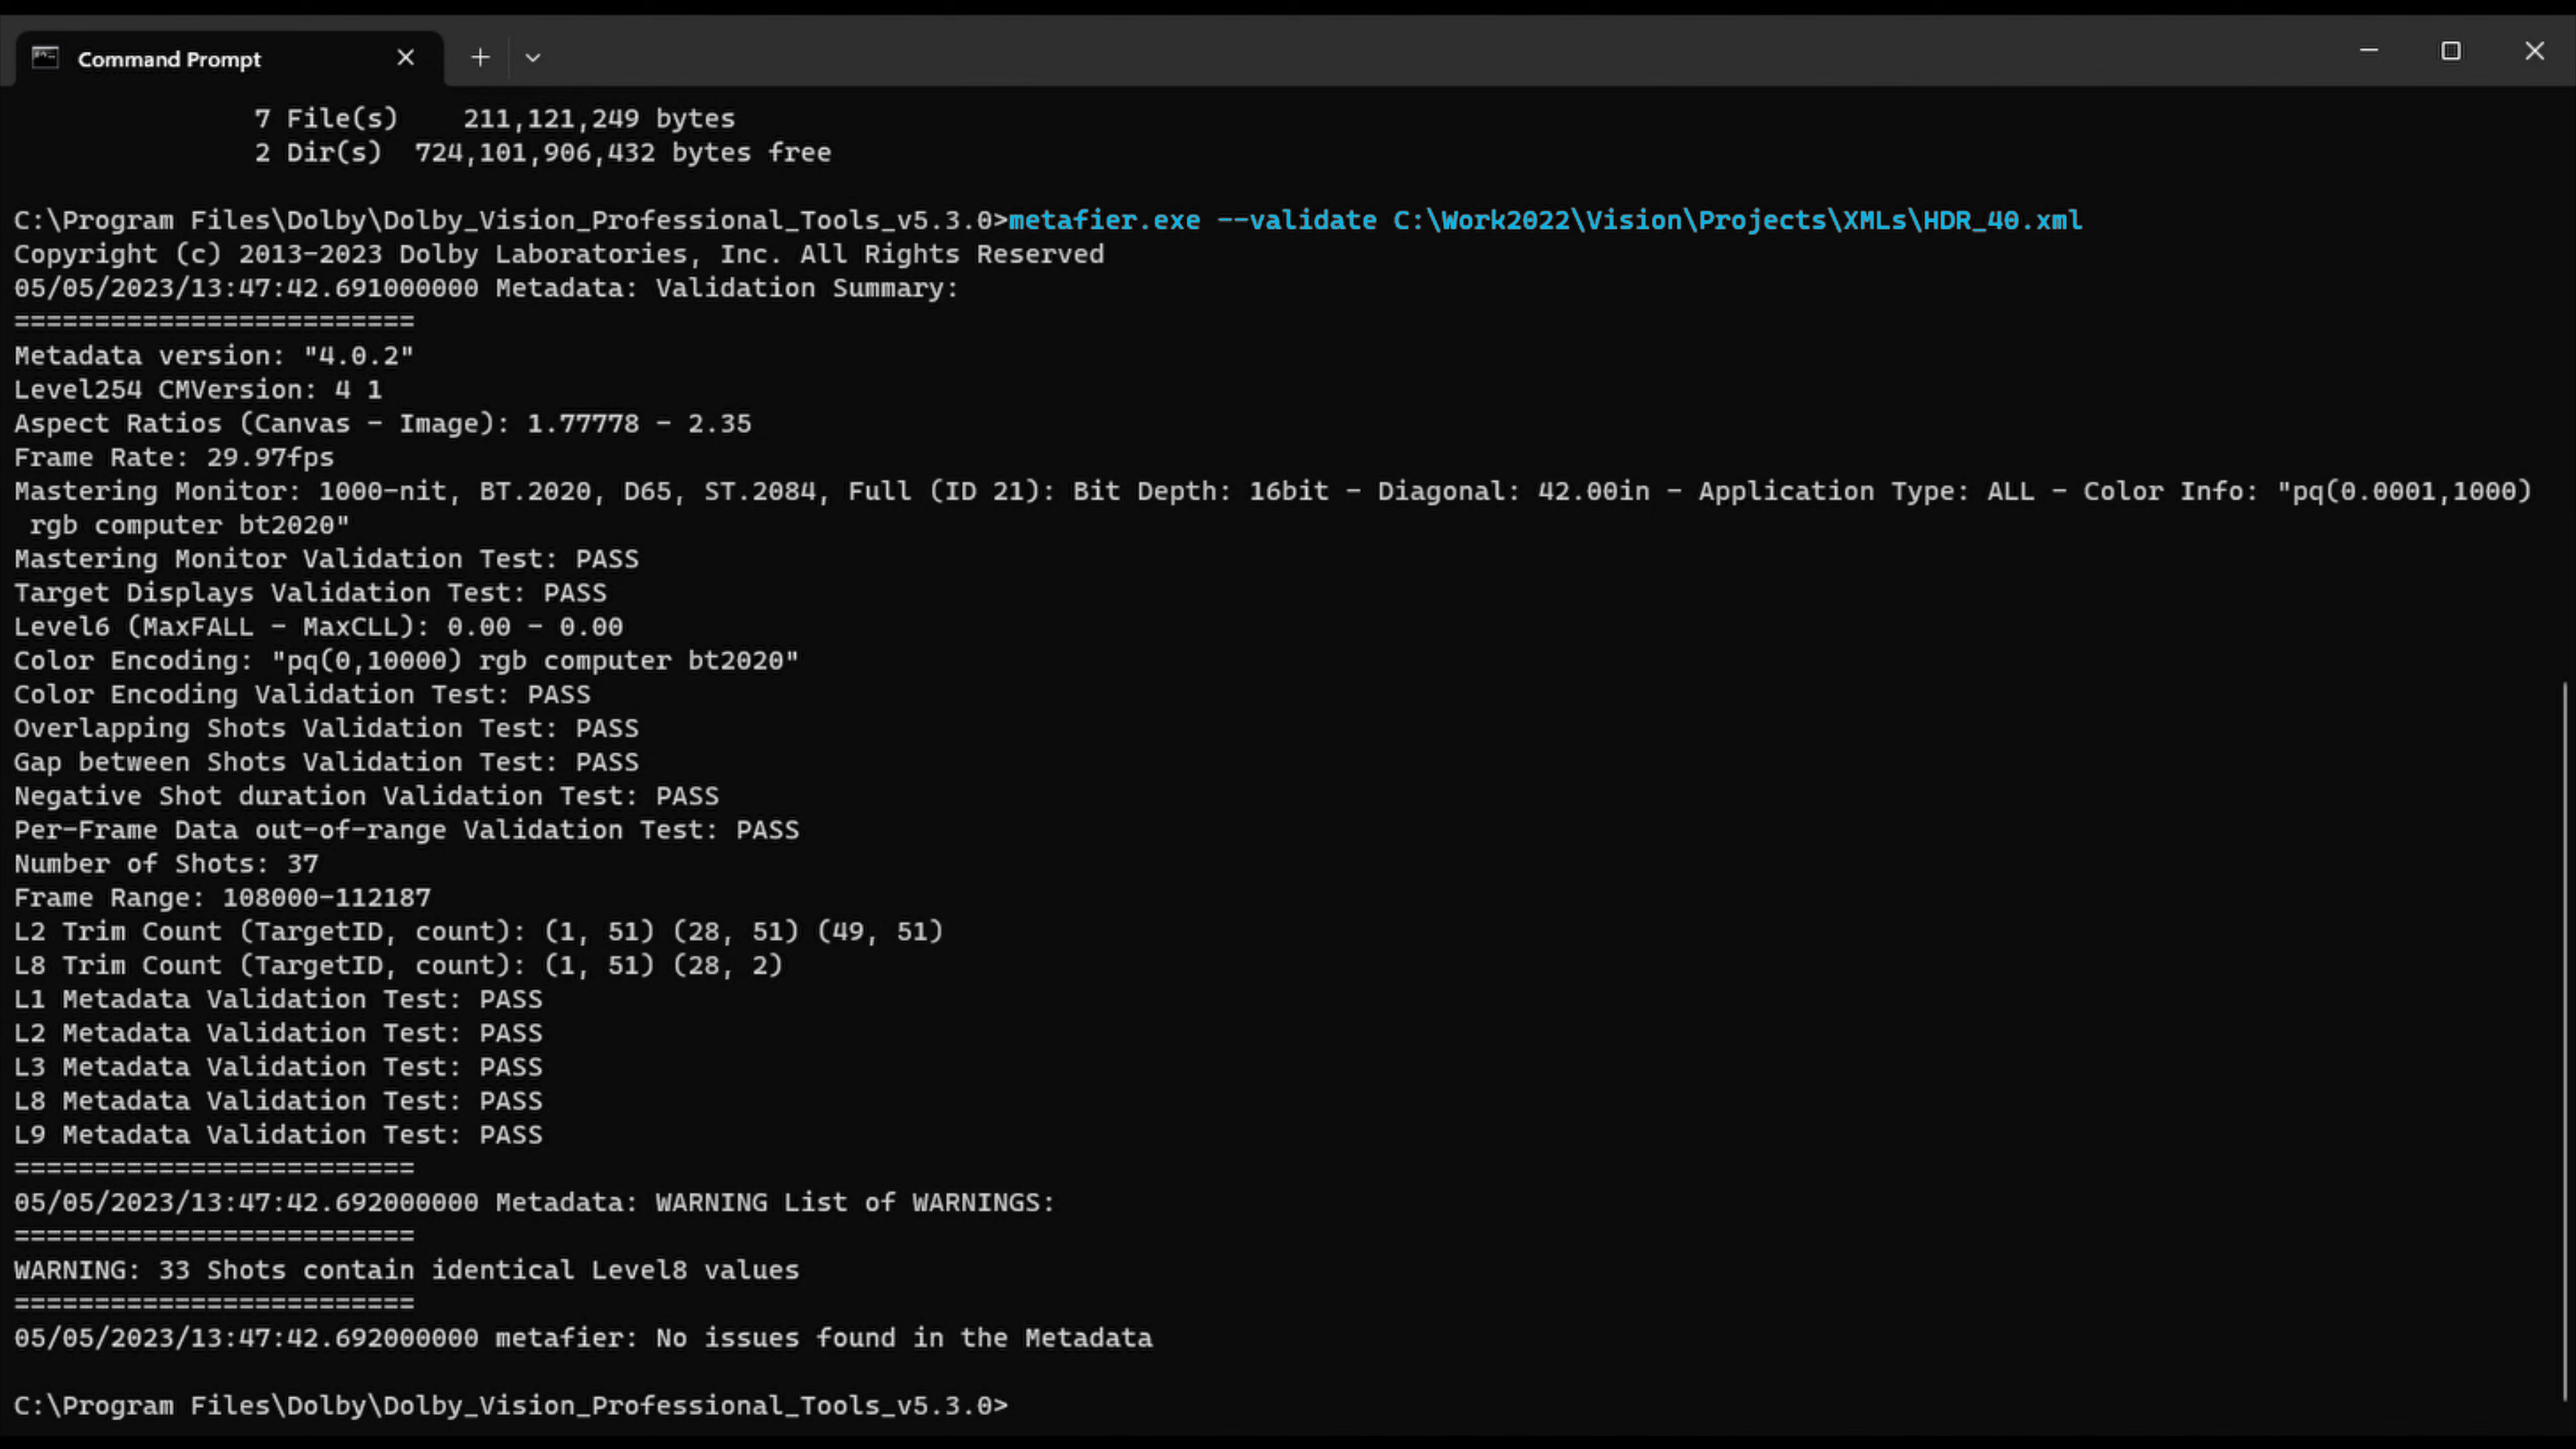 Command Prompt
7 File(s)    211,121,249 bytes
2 Dir(s)  724,101,906,432 bytes free
C:\Program Files\Dolby\Dolby_Vision_Professional_Tools_v5.3.0>metafier.exe --validate C:\Work2022\Vision\Projects\XMLs\HDR_40.xml
Copyright (c) 2013-2023 Dolby Laboratories, Inc. All Rights Reserved
05/05/2023/13:47:42.691000000 Metadata: Validation Summary:
=========================
Metadata version: "4.0.2"
Level254 CMVersion: 4 1
Aspect Ratios (Canvas - Image): 1.77778 - 2.35
Frame Rate: 29.97fps
Mastering Monitor: 1000-nit, BT.2020, D65, ST.2084, Full (ID 21): Bit Depth: 16bit - Diagonal: 42.00in - Application Type: ALL - Color Info: "pq(0.0001,1000)
rgb computer bt2020"
Mastering Monitor Validation Test: PASS
Target Displays Validation Test: PASS
Level6 (MaxFALL - MaxCLL): 0.00 - 0.00
Color Encoding: "pq(0,10000) rgb computer bt2020"
Color Encoding Validation Test: PASS
Overlapping Shots Validation Test: PASS
Gap between Shots Validation Test: PASS
Negative Shot duration Validation Test: PASS
Per-Frame Data out-of-range Validation Test: PASS
Number of Shots: 37
Frame Range: 108000-112187
L2 Trim Count (TargetID, count): (1, 51) (28, 51) (49, 51)
L8 Trim Count (TargetID, count): (1, 51) (28, 2)
L1 Metadata Validation Test: PASS
L2 Metadata Validation Test: PASS
L3 Metadata Validation Test: PASS
L8 Metadata Validation Test: PASS
L9 Metadata Validation Test: PASS
=========================
05/05/2023/13:47:42.692000000 Metadata: WARNING List of WARNINGS:
=========================
WARNING: 33 Shots contain identical Level8 values
=========================
05/05/2023/13:47:42.692000000 metafier: No issues found in the Metadata
C:\Program Files\Dolby\Dolby_Vision_Professional_Tools_v5.3.0>